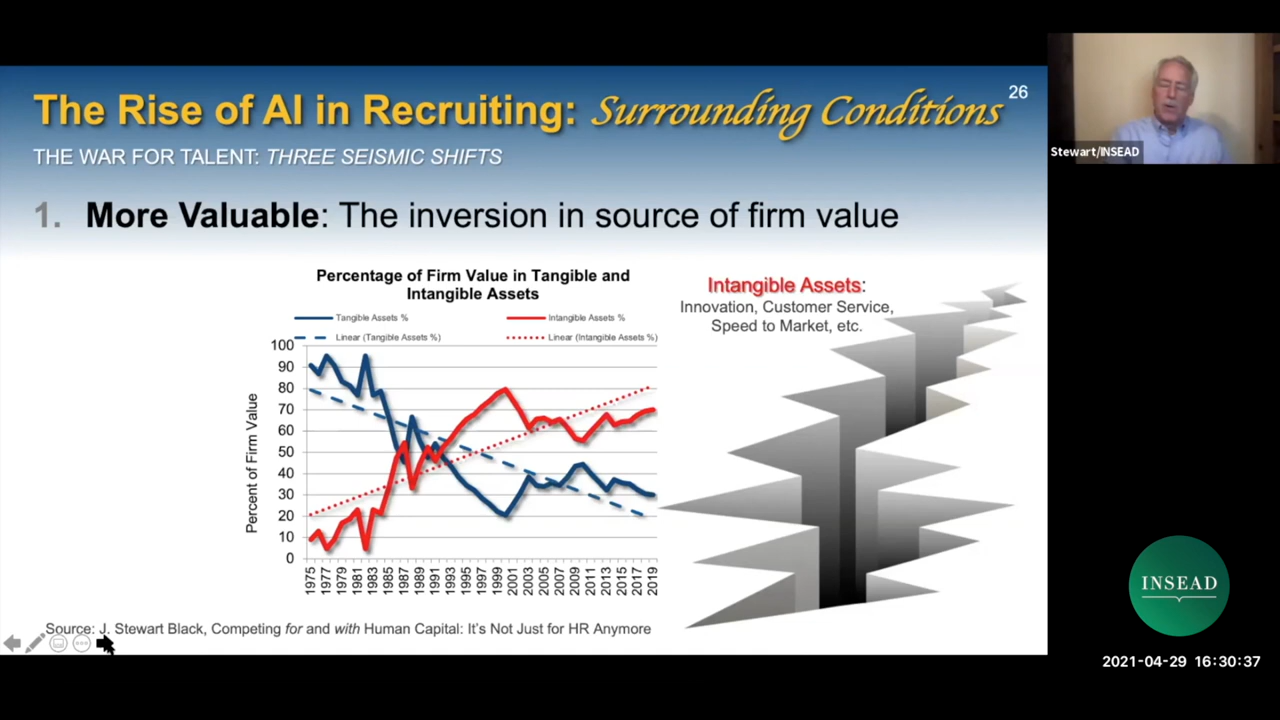 The Rise of AI in Recruiting: Surrounding Conditions
26
THE WAR FOR TALENT: THREE SEISMIC SHIFTS
1. More Valuable: The inversion in source of firm value
Percentage of Firm Value in Tangible and
Intangible Assets
Tangible Assets %
Intangible Assets %
Linear (Tangible Assets %)
Linear (Intangible Assets %)
Percent of Firm Value
100
90
80
70
60
50
40
30
20
10
0
1975
1977
1979
1981
1983
1985
1987
1989
1991
1993
1995
1997
1999
2001
2003
2005
2007
2009
2011
2013
2015
2017
2019
Intangible Assets:
Innovation, Customer Service,
Speed to Market, etc.
Source: J. Stewart Black, Competing for and with Human Capital: It's Not Just for HR Anymore
Stewart/INSEAD
INSEAD
2021-04-29 16:30:37